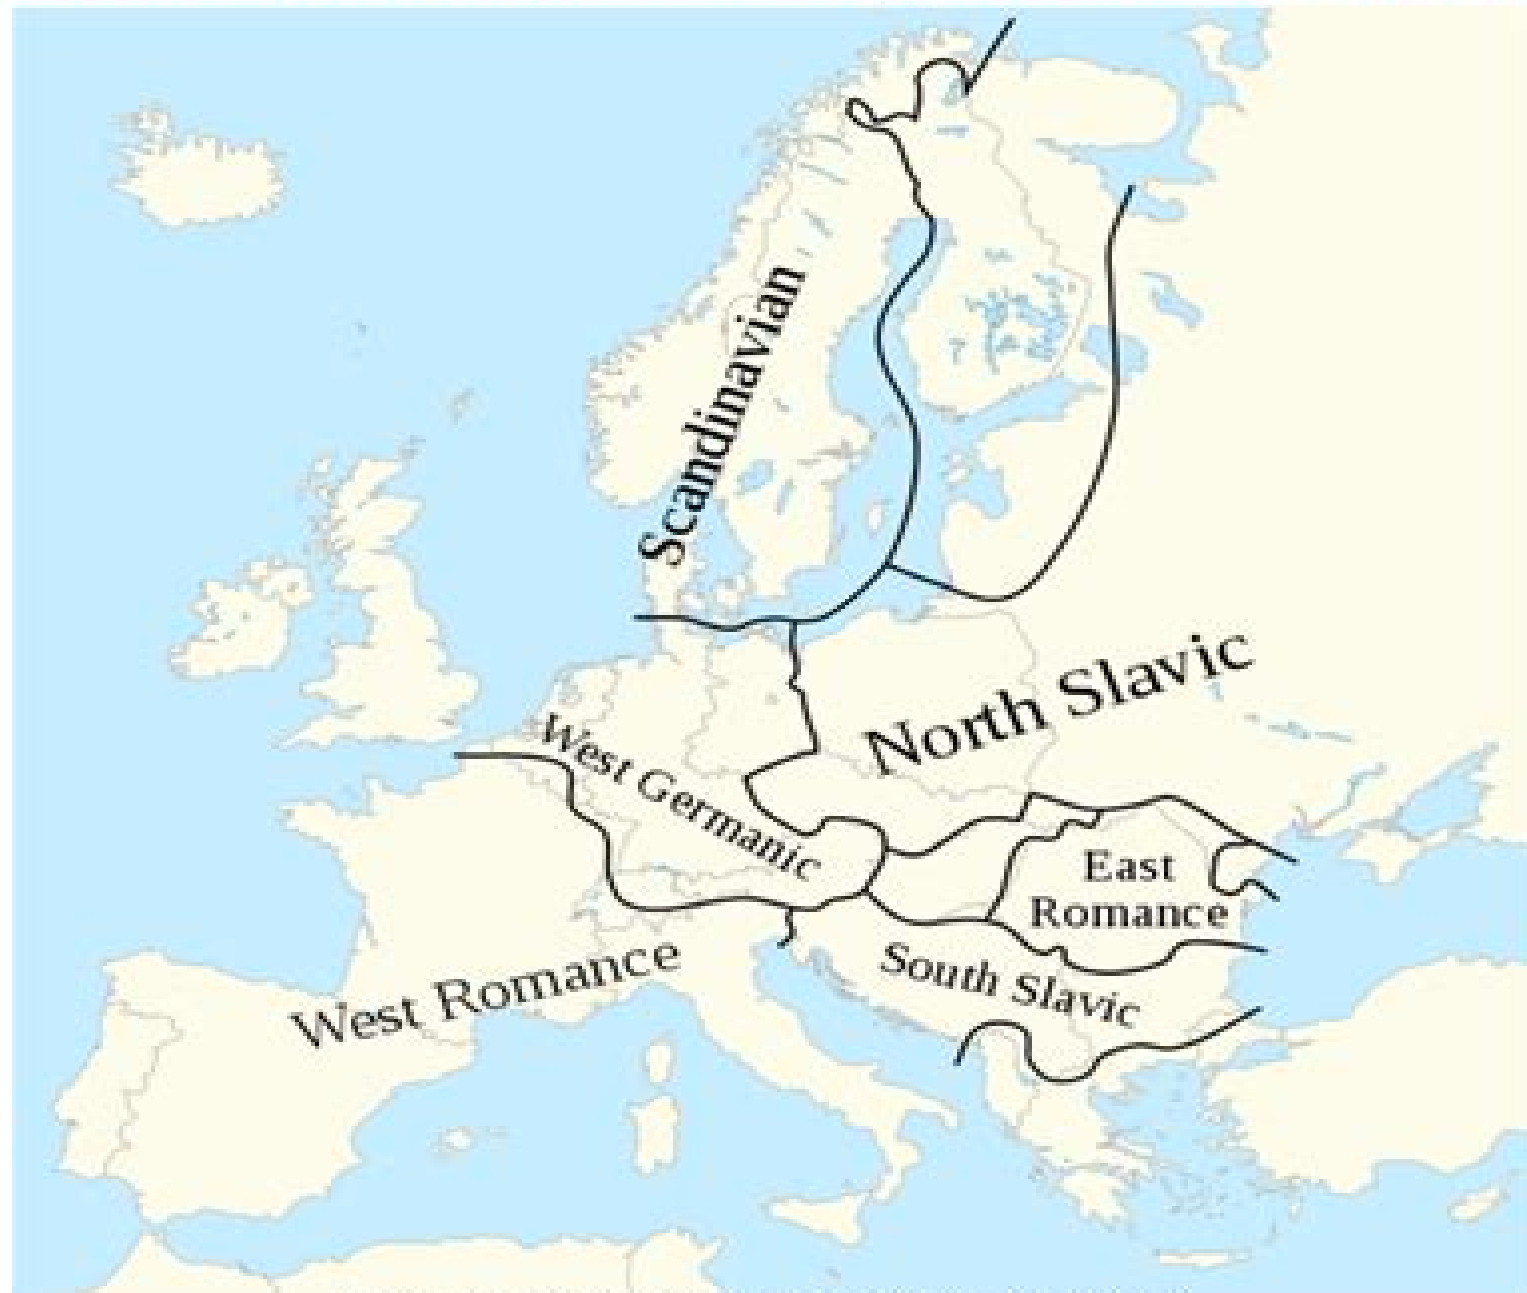 Scandinavian
North Slavic
West Germanic
East
Romance
West Romance
South Slavic